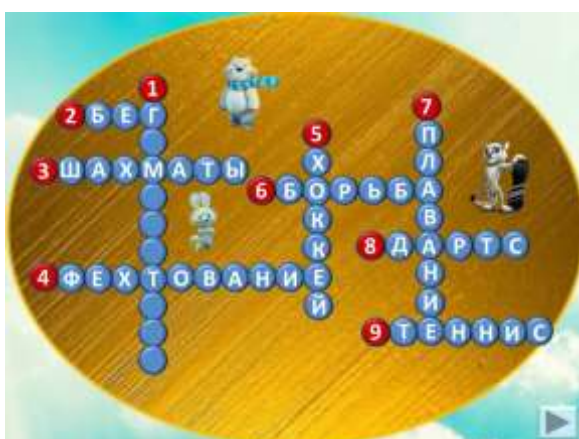 1
2 БЕГ
3 ШАХМАТЫ
4 ФЕХТОВАНИЕ
5 ХОККЕЙ
6 БОРЬБА
7 ПЛАВАНИЕ
8 ДАРТС
9 ТЕННИС